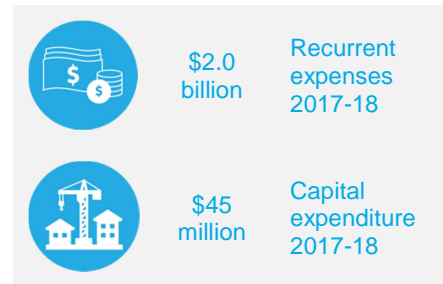 $
$
$2.0
billion
Recurrent
expenses
2017-18
$45
million
Capital
expenditure
2017-18